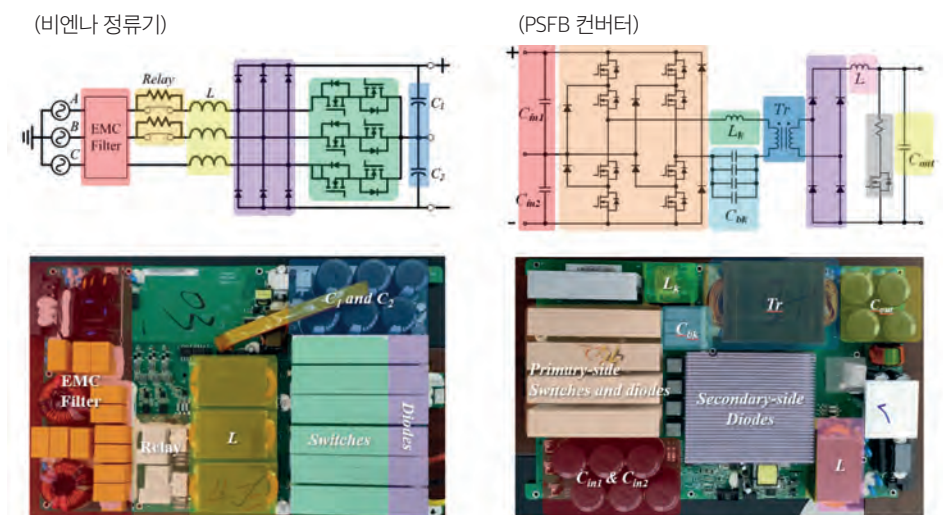 (비엔나 정류기)
Relay
L
A
B
C
EMC
Filter
+
C1
C2
-
(PSFB 컨버터)
+
Cin1
Cin2
-
Lk
Cbk
Tr
L
Cout
EMC
Filter
Relay
L
C1 and C2
Switches
Diodes
Lk
Cbk
Tr
Cout
Primary-side
Switches and diodes
Secondary-side
Diodes
Cin1 & Cin2
L